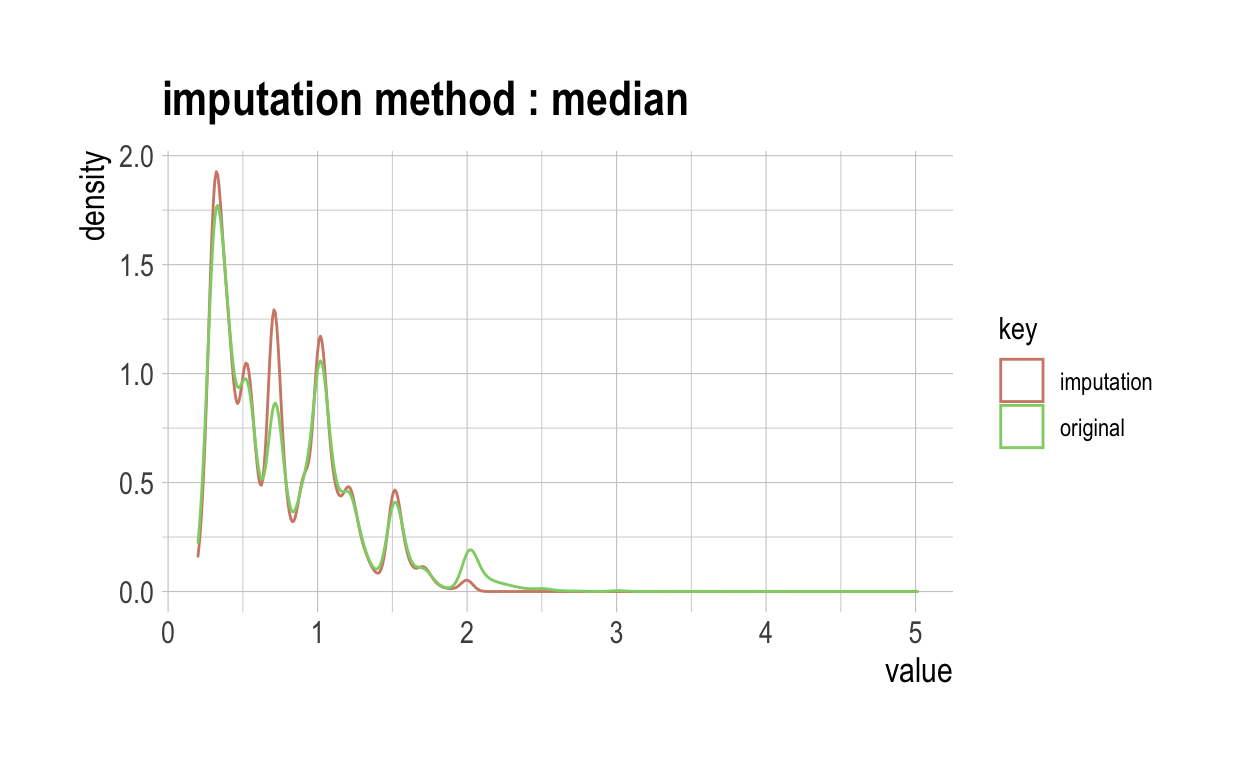 imputation method : median
density
2.0
1.5
1.0
0.5
0.0
0 1 2 3 4 5
value
key
imputation
original